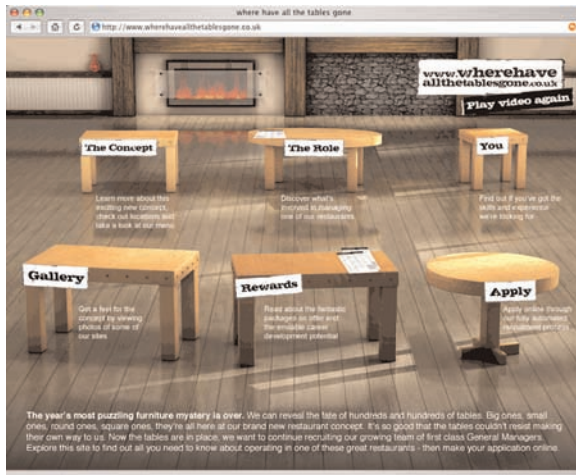 where have all the tables gone
http://www.wherehaveallthetablesgone.co.uk
www.wherehave
allthetablesgone.co.uk
Play video again
The Concept
The Role
You
Learn more about this
exciting new concept,
check out locations and
take a look at our menu
Discover what's
involved in managing
one of our restaurants
Find out if you've got the
skills and experience
we're looking for
Gallery
Rewards
Apply
Get a feel for the
concept by viewing
photos of some of
our sites
Read about the fantastic
packages on offer and
the enviable career
development potential
Apply online through
our fully automated
recruitment process
The year's most puzzling furniture mystery is over. We can reveal the fate of hundreds and hundreds of tables. Big ones, small
ones, round ones, square ones, they're all here at our brand new restaurant concept. It's so good that the tables couldn't resist making
their own way to us. Now the tables are in place, we want to continue recruiting our growing team of first class General Managers.
Explore this site to find out all you need to know about operating in one of these great restaurants - then make your application online.